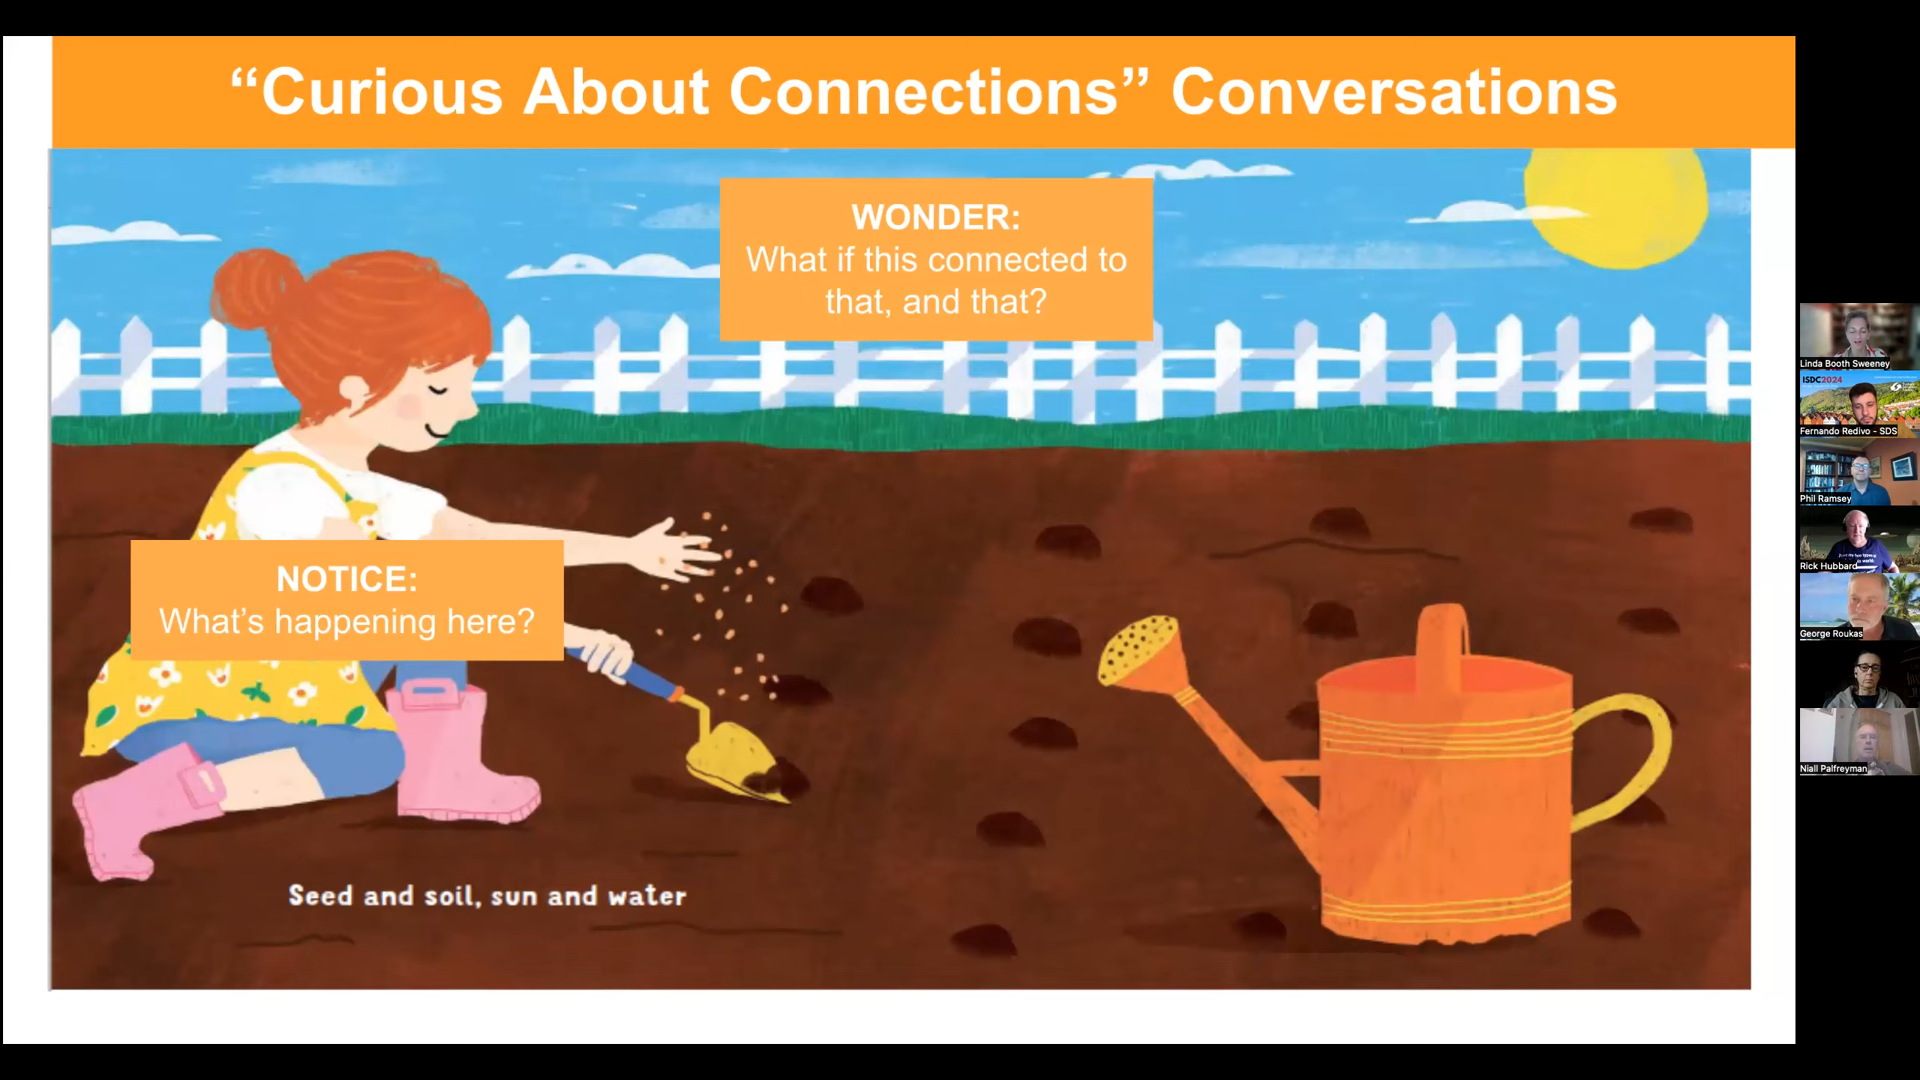 “Curious About Connections” Conversations
WONDER:
What if this connected to
that, and that?
NOTICE:
What’s happening here?
Seed and soil, sun and water
Linda Booth Sweeney
ISDC2024
Fernando Redivo - SDS
Phil Ramsey
Rick Hubbard
George Roukas
Niall Palfreyman